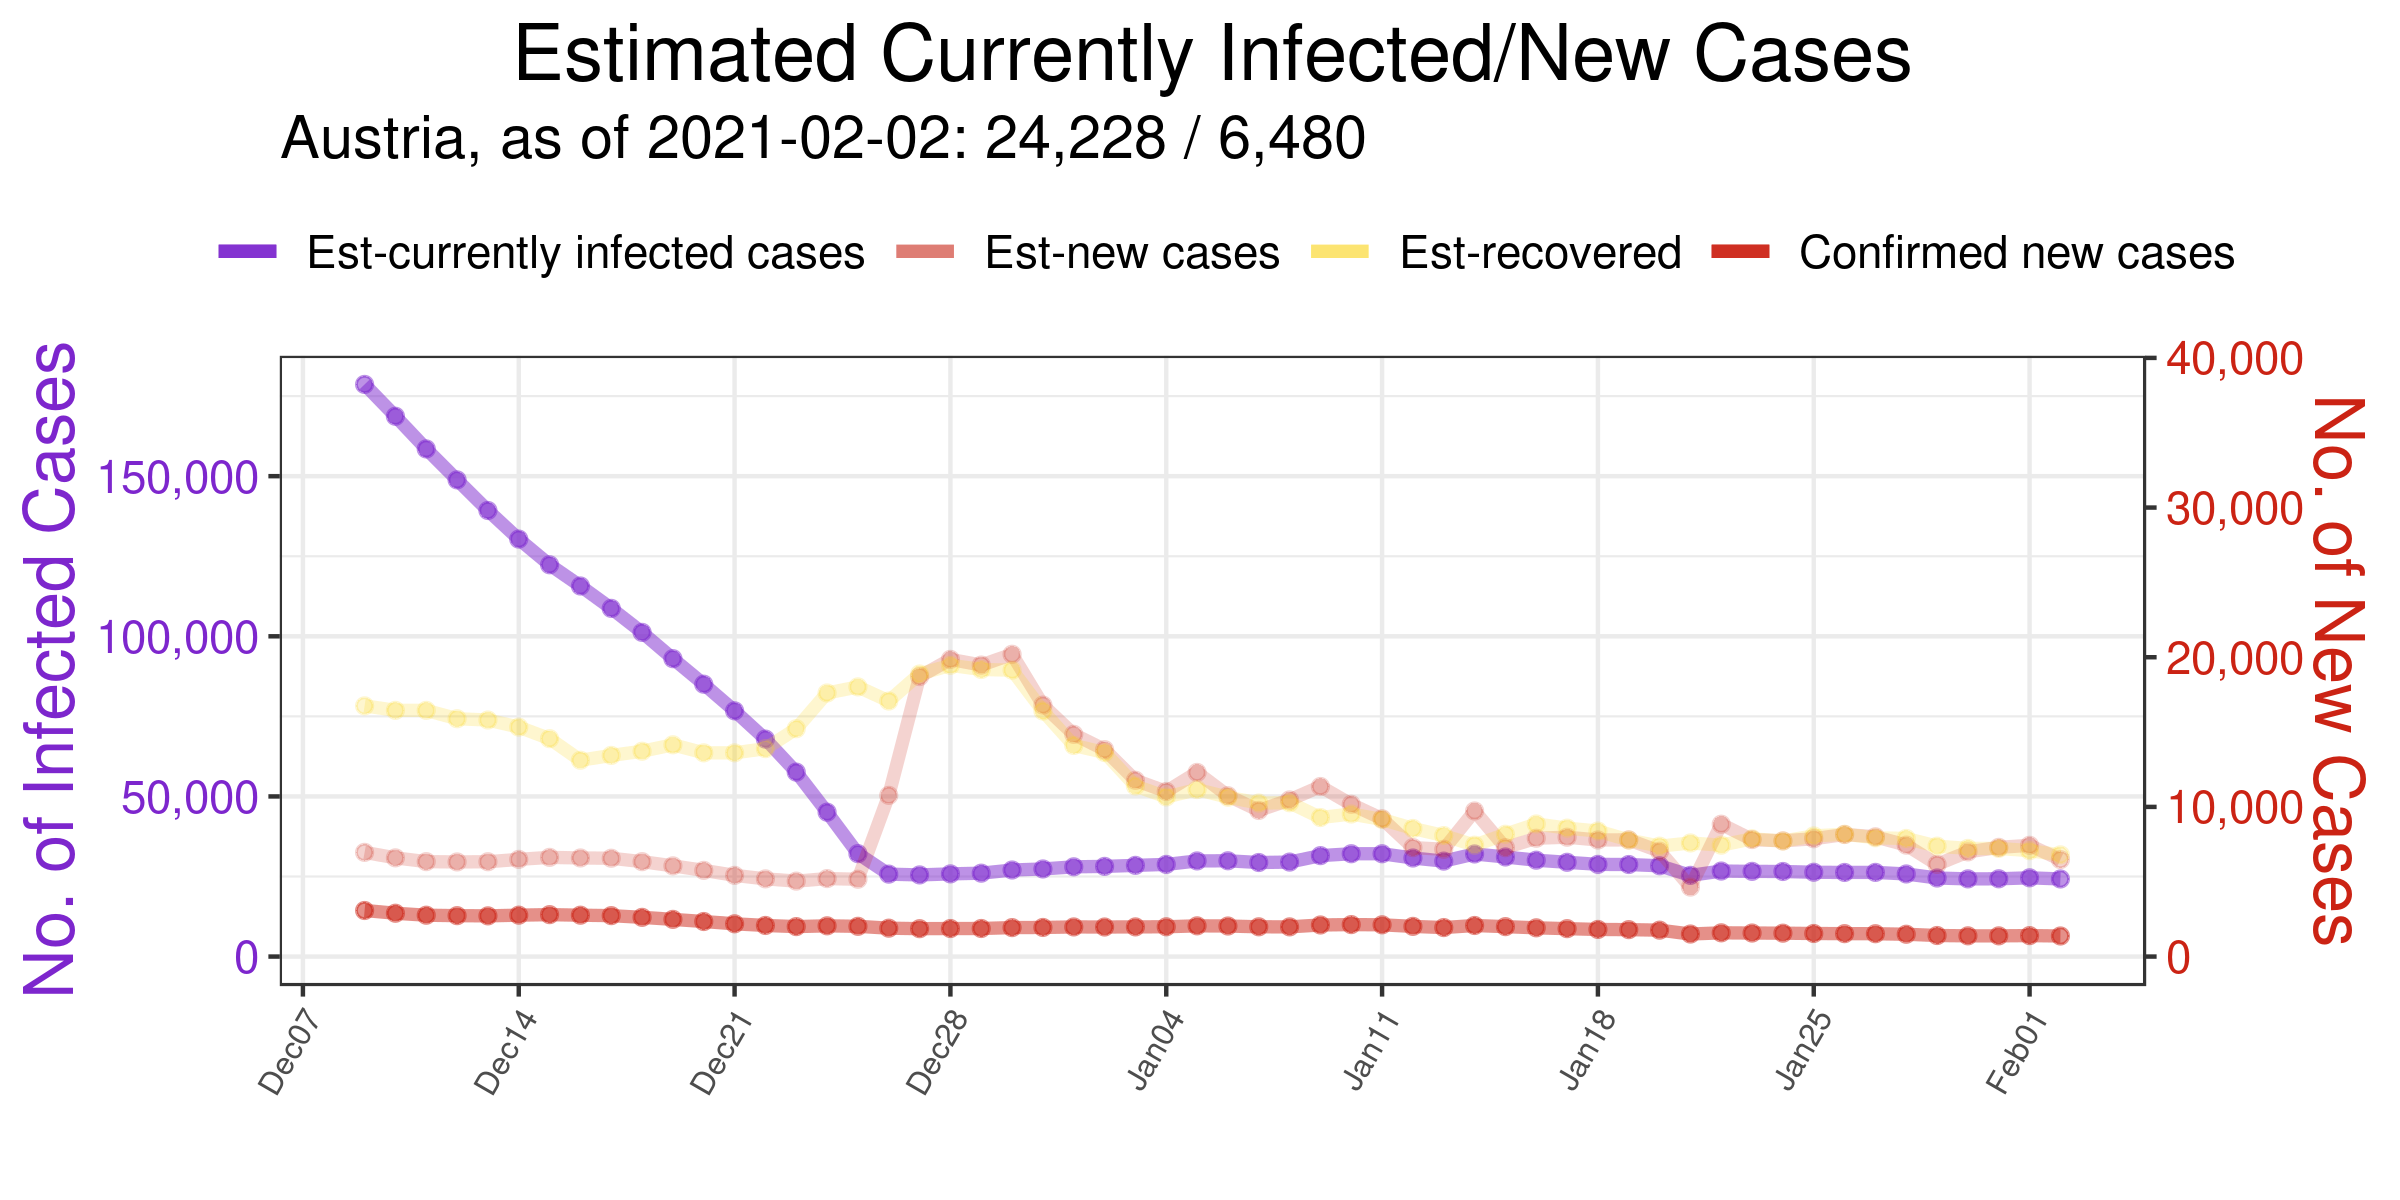 Estimated Currently Infected/New Cases
Austria, as of 2021-02-02: 24,228 / 6,480
Est-currently infected cases Est-new cases Est-recovered Confirmed new cases
No. of Infected Cases
150,000
100,000
50,000
0
40,000
30,000
20,000
10,000
0
No. of New Cases
Dec07 Dec14 Dec21 Dec28 Jan04 Jan11 Jan18 Jan25 Feb01